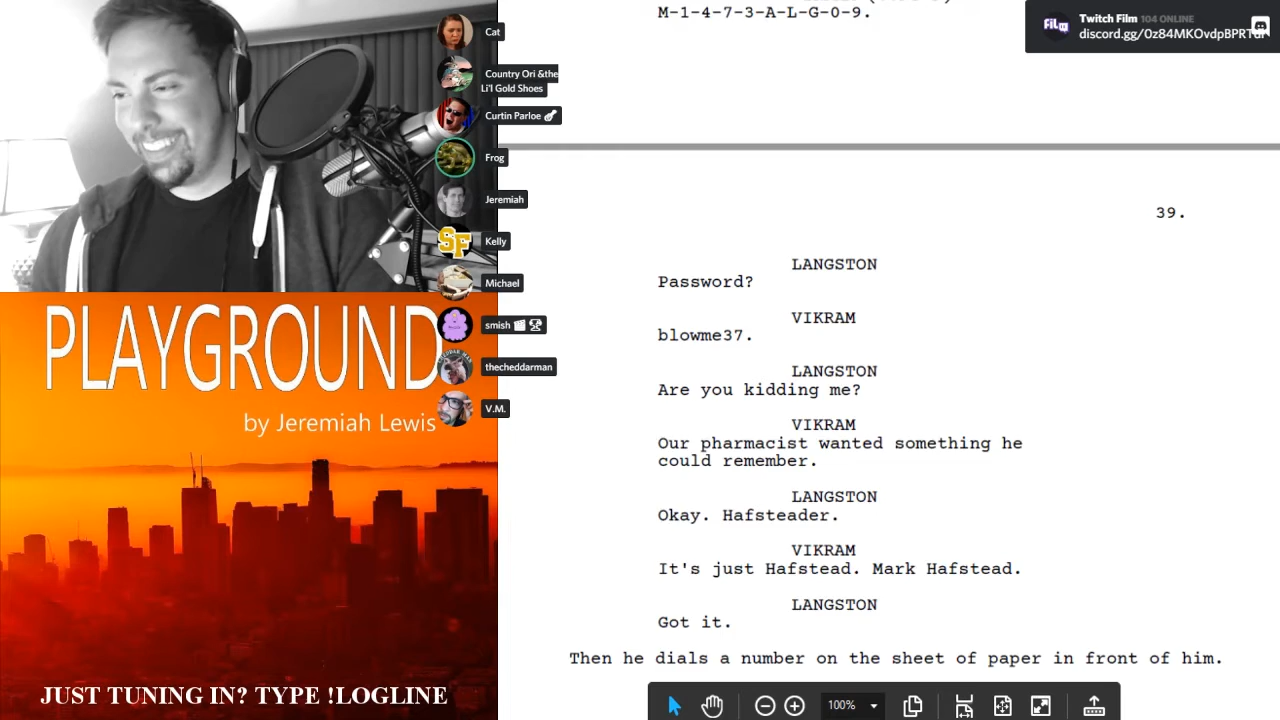 M-1-4-7-3-A-L-G-0-9.
Twitch Film 104 ONLINE
Film
Cat
Country Ori &the
Li'l Gold Shoes
Curtin Parloe
Frog
Jeremiah
SF
Kelly
Michael
smish
thecheddarman
V.M.
PLAYGROUND
by Jeremiah Lewis
JUST TUNING IN? TYPE !LOGLINE
39.
LANGSTON
Password?
VIKRAM
blowme37.
LANGSTON
Are you kidding me?
VIKRAM
Our pharmacist wanted something he
could remember.
LANGSTON
Okay. Hafsteader.
VIKRAM
It's just Hafstead. Mark Hafstead.
LANGSTON
Got it.
Then he dials a number on the sheet of paper in front of him.
100%